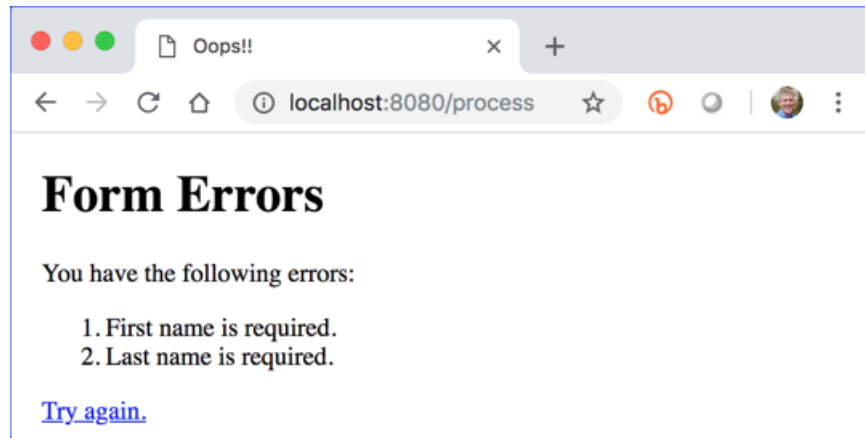 Oops!!
localhost:8080/process
Form Errors
You have the following errors:
1. First name is required.
2. Last name is required.
Try again.